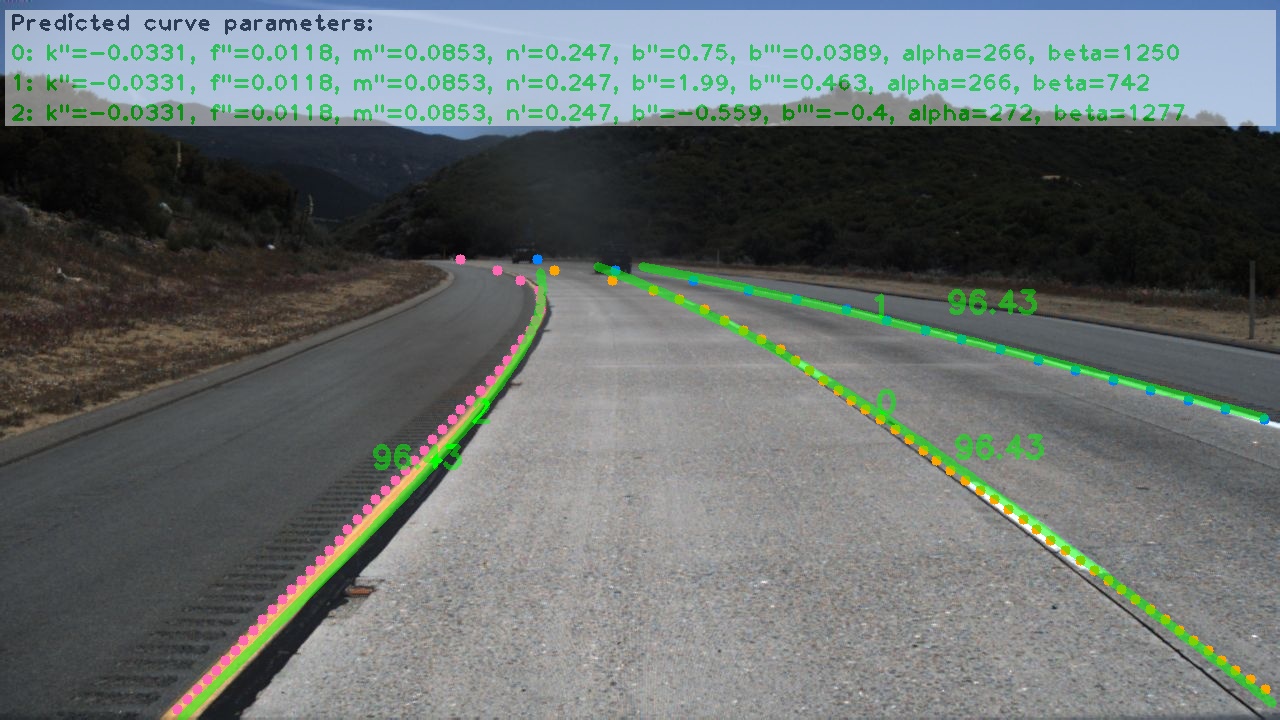 Predicted curve parameters:
0: k''=-0.0331, f''=0.0118, m''=0.0853, n'=0.247, b''=0.75, b'''=0.0389, alpha=266, beta=1250
1: k''=-0.0331, f''=0.0118, m''=0.0853, n'=0.247, b''=1.99, b'''=0.463, alpha=266, beta=742
2: k''=-0.0331, f''=0.0118, m''=0.0853, n'=0.247, b''=-0.559, b'''=-0.4, alpha=272, beta=1277
1 96.43
0
2
96.43
96.43